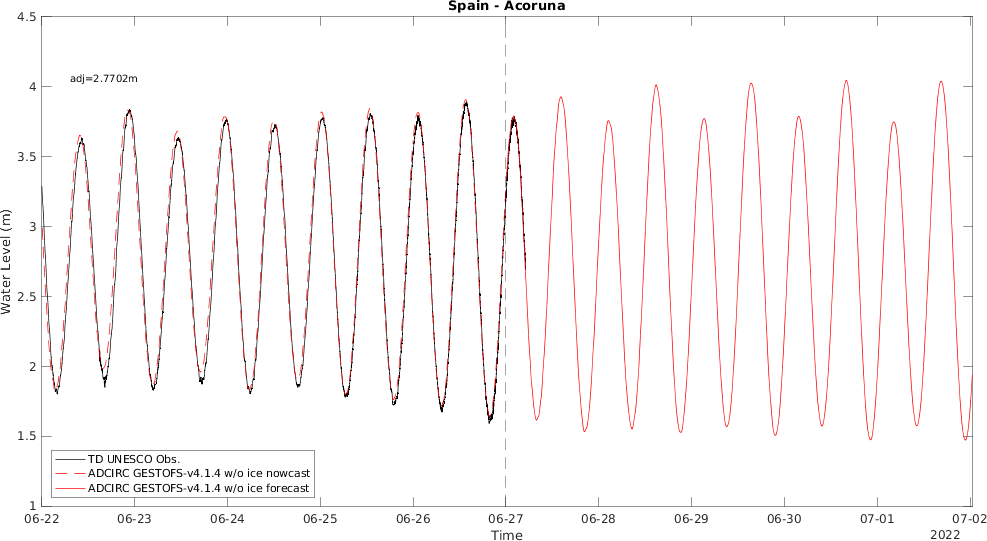 Spain - Acoruna
4.5
4
3.5
3
2.5
2
1.5
1
Water Level (m)
adj=2.7702m
TD UNESCO Obs.
ADCIRC GESTOFS-v4.1.4 w/o ice nowcast
ADCIRC GESTOFS-v4.1.4 w/o ice forecast
06-22 06-23 06-24 06-25 06-26 06-27 06-28 06-29 06-30 07-01 07-02
Time
2022